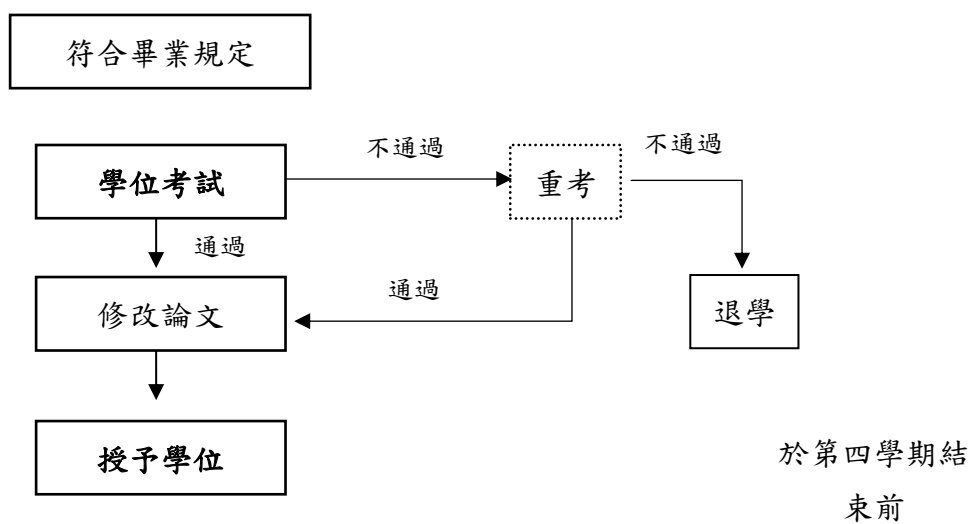 符合畢業規定
不通過
不通過
學位考試
重考
通過
修改論文
通過
退學
授予學位
於第四學期結
束前